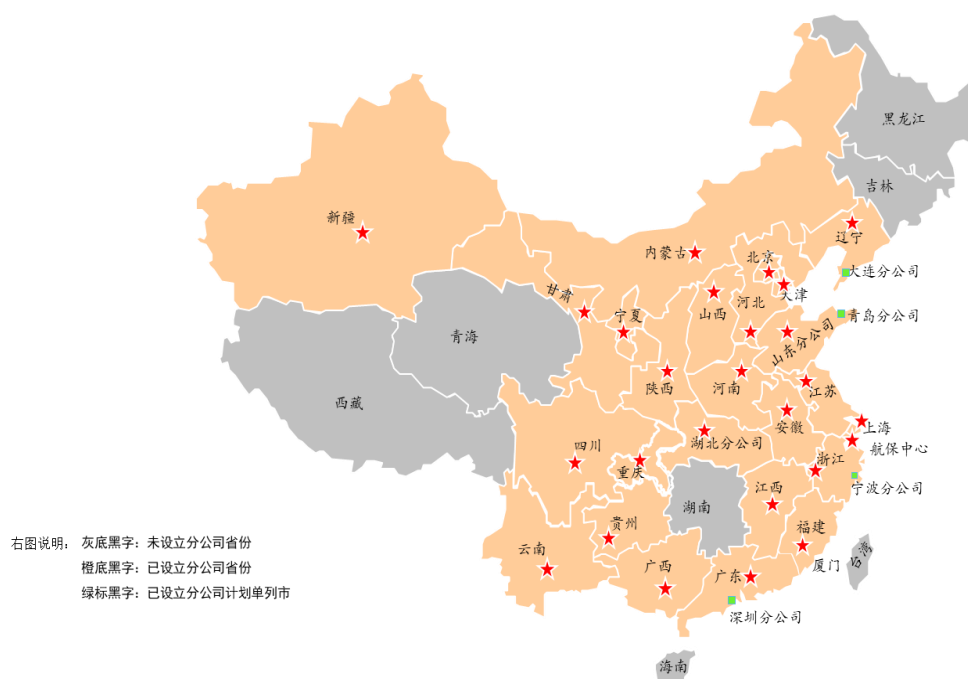 黑龙江
吉林
新疆
辽宁
内蒙古
北京
大连分公司
甘肃
天津
河北
山西
宁夏
青岛分公司
山东分公司
青海
陕西
河南
江苏
西藏
安徽
上海
湖北分公司
航保中心
四川
重庆
浙江
江西
宁波分公司
湖南
贵州
福建
右图说明:
灰底黑字:未设立分公司省份
云南
台湾
橙底黑字:已设立分公司省份
广西
广东
厦门
绿标黑字:已设立分公司计划单列市
深圳分公司
海南